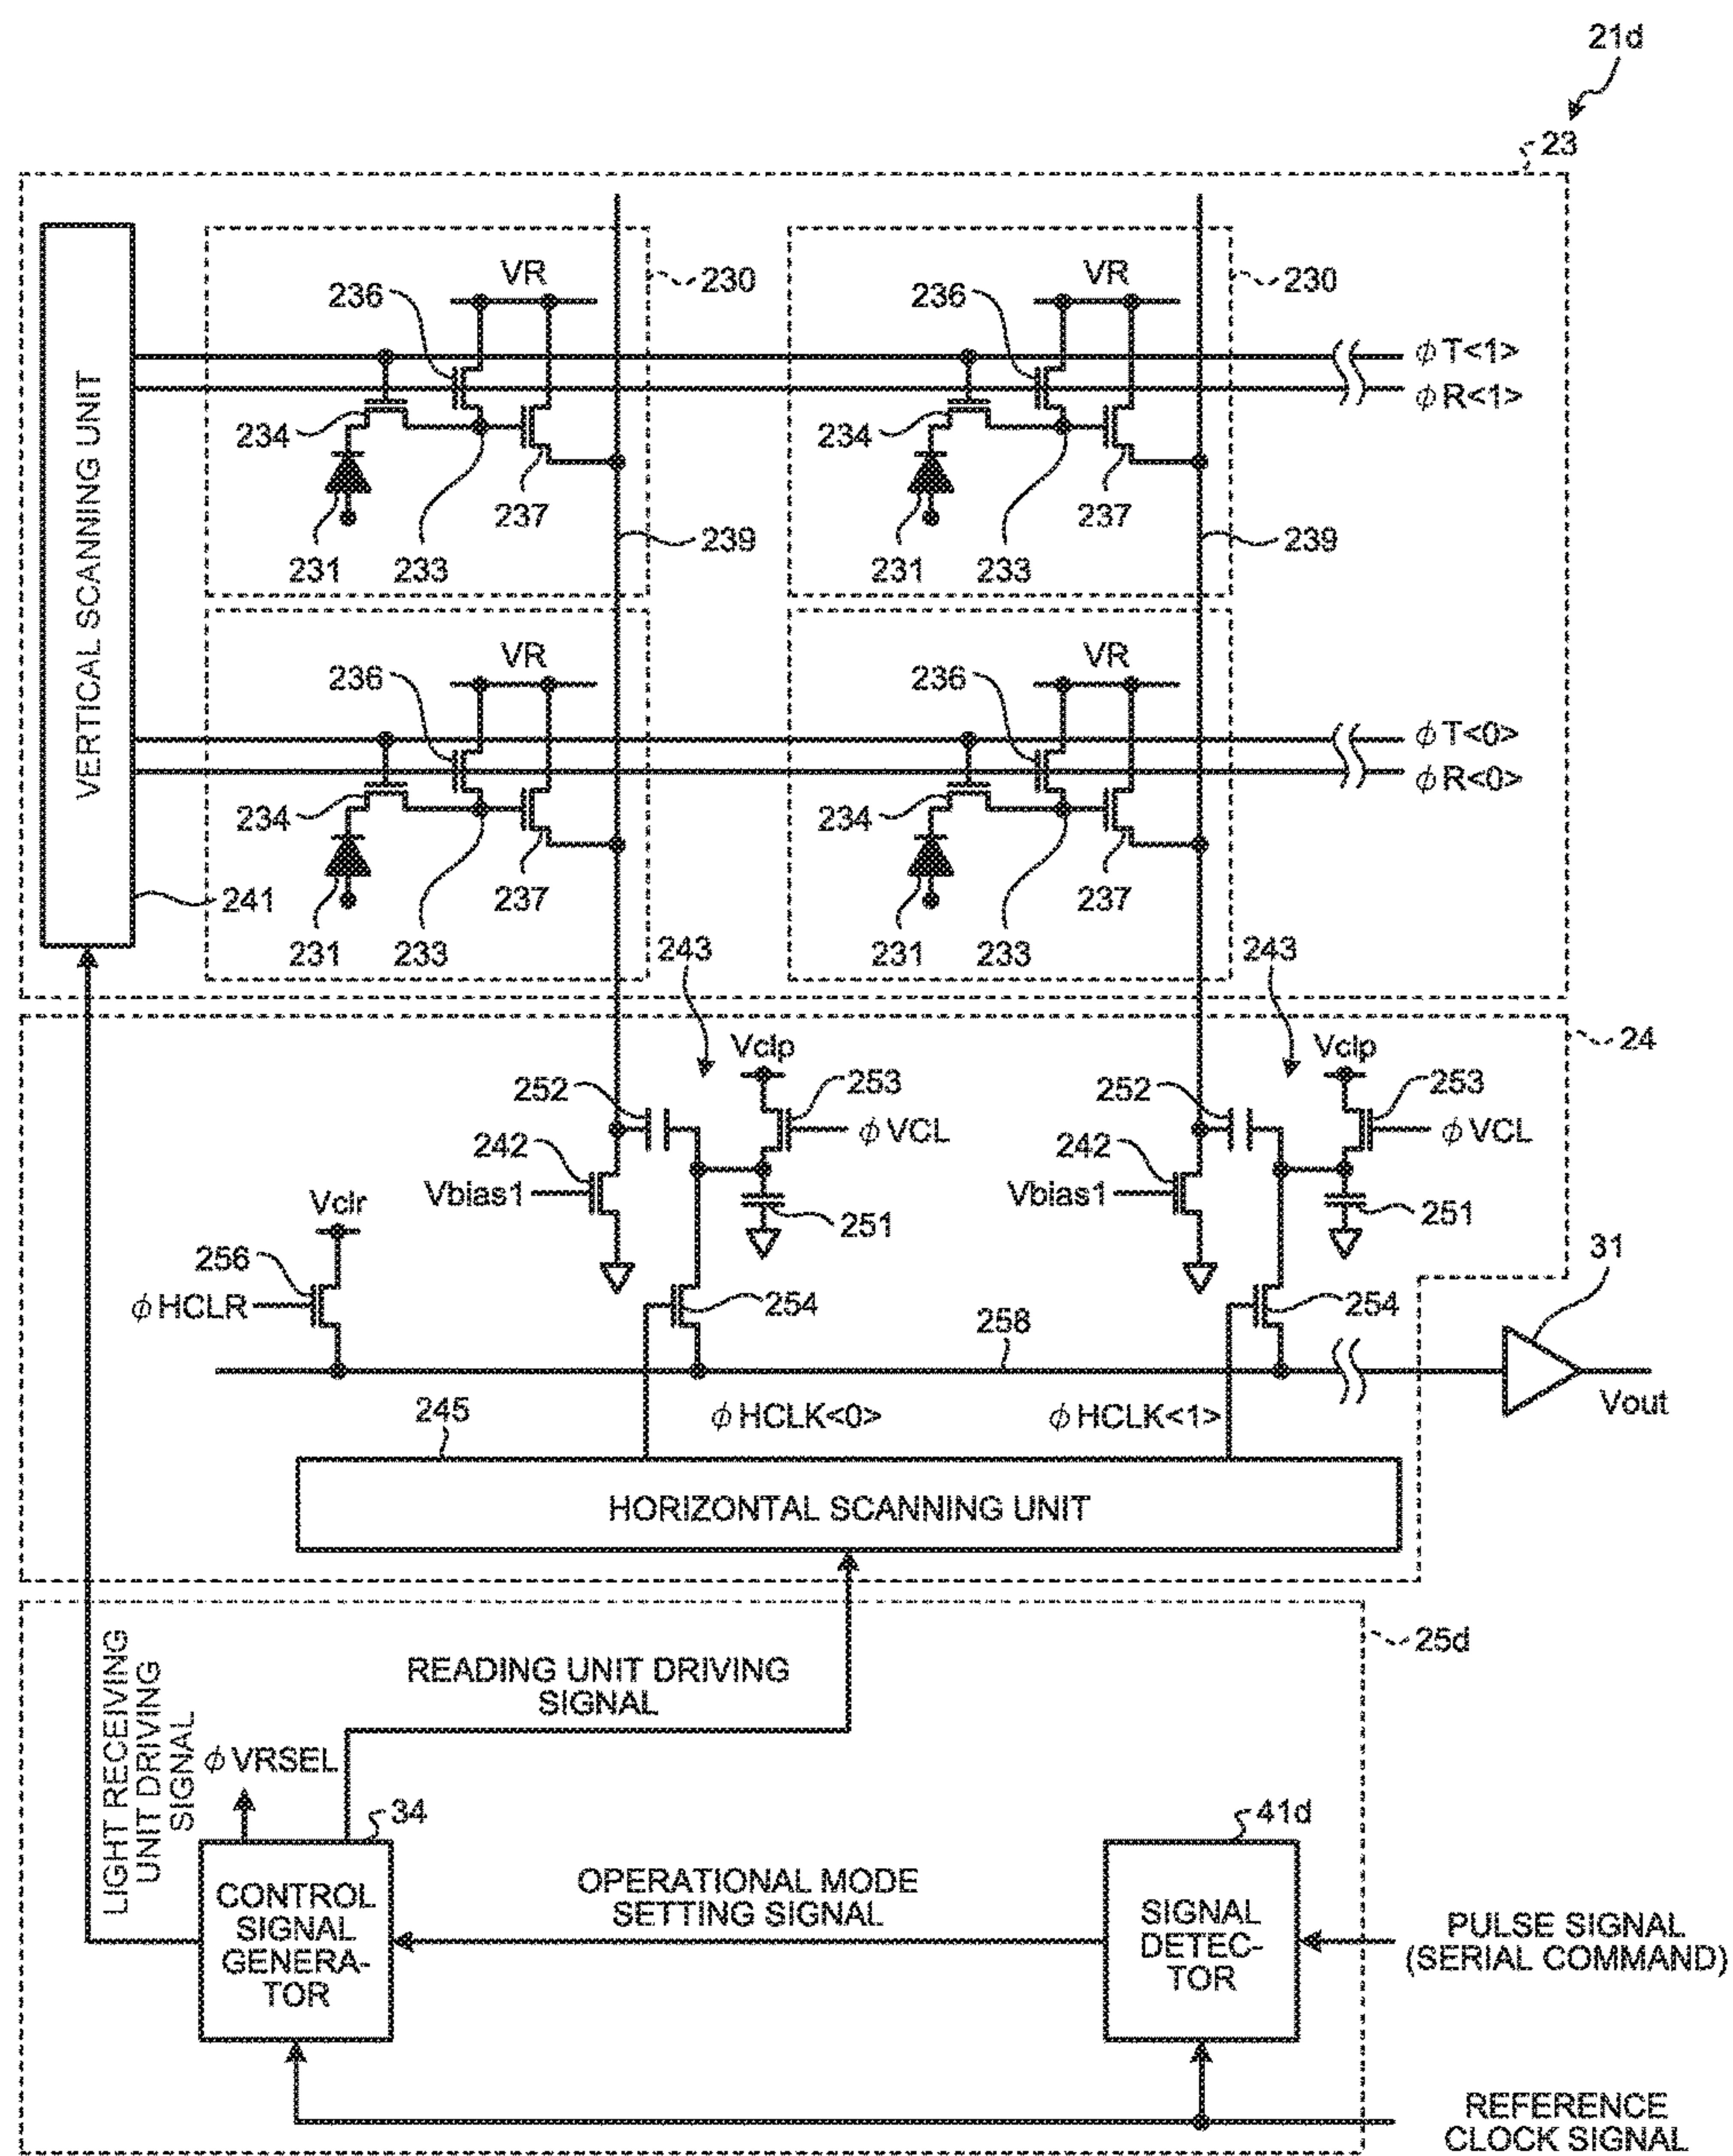 21d
23
VERTICAL SCANNING UNIT
VR
230
236
VR
230
236
φT<1>
φR<1>
234
237
234
237
231
233
239
231
233
239
VR
236
VR
236
φT<0>
φR<0>
234
237
234
237
241
231
233
243
231
233
243
24
Vclp
252
253
φVCL
242
Vbias1
251
Vclp
252
253
φVCL
242
Vbias1
251
Vclr
256
φHCLR
254
258
254
31
Vout
245
φHCLK<0>
φHCLK<1>
HORIZONTAL SCANNING UNIT
25d
LIGHT RECEIVING
UNIT DRIVING
SIGNAL
READING UNIT DRIVING
SIGNAL
φVRSEL
34
41d
CONTROL
SIGNAL
GENERA-
TOR
OPERATIONAL MODE
SETTING SIGNAL
SIGNAL
DETEC-
TOR
PULSE SIGNAL
(SERIAL COMMAND)
REFERENCE
CLOCK SIGNAL